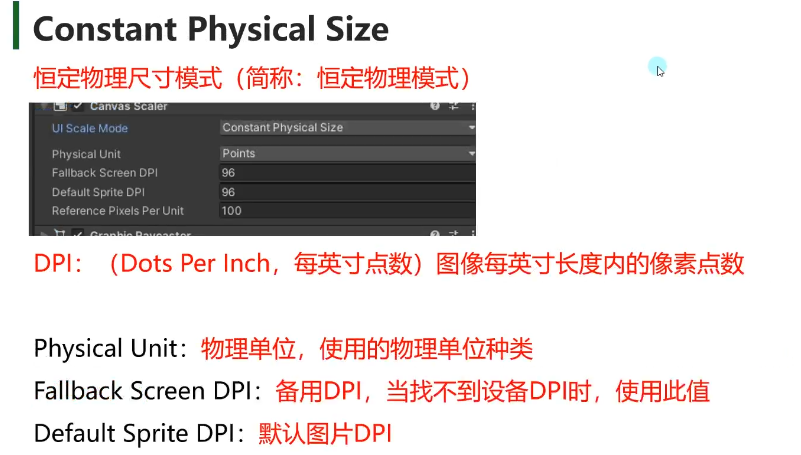 Constant Physical Size
恒定物理尺寸模式（简称：恒定物理模式）
Canvas Scaler
UI Scale Mode Constant Physical Size
Physical Unit Points
Fallback Screen DPI 96
Default Sprite DPI 96
Reference Pixels Per Unit 100
Graphic Raycaster
DPI：（Dots Per Inch，每英寸点数）图像每英寸长度内的像素点数
Physical Unit：物理单位，使用的物理单位种类
Fallback Screen DPI：备用DPI，当找不到设备DPI时，使用此值
Default Sprite DPI：默认图片DPI